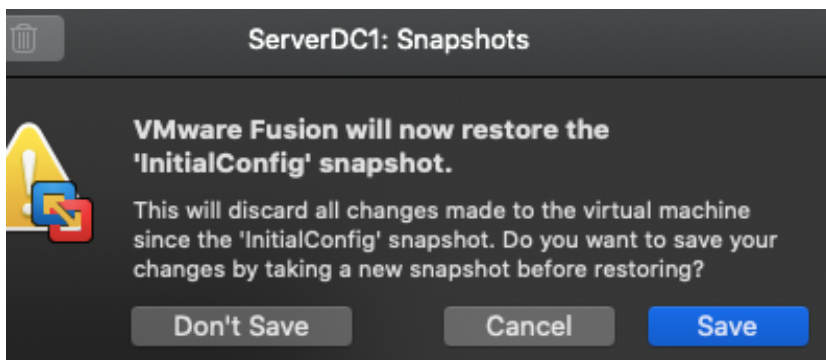 ServerDC1: Snapshots
VMware Fusion will now restore the
'InitialConfig' snapshot.
This will discard all changes made to the virtual machine
since the 'InitialConfig' snapshot. Do you want to save your
changes by taking a new snapshot before restoring?
Don't Save Cancel Save